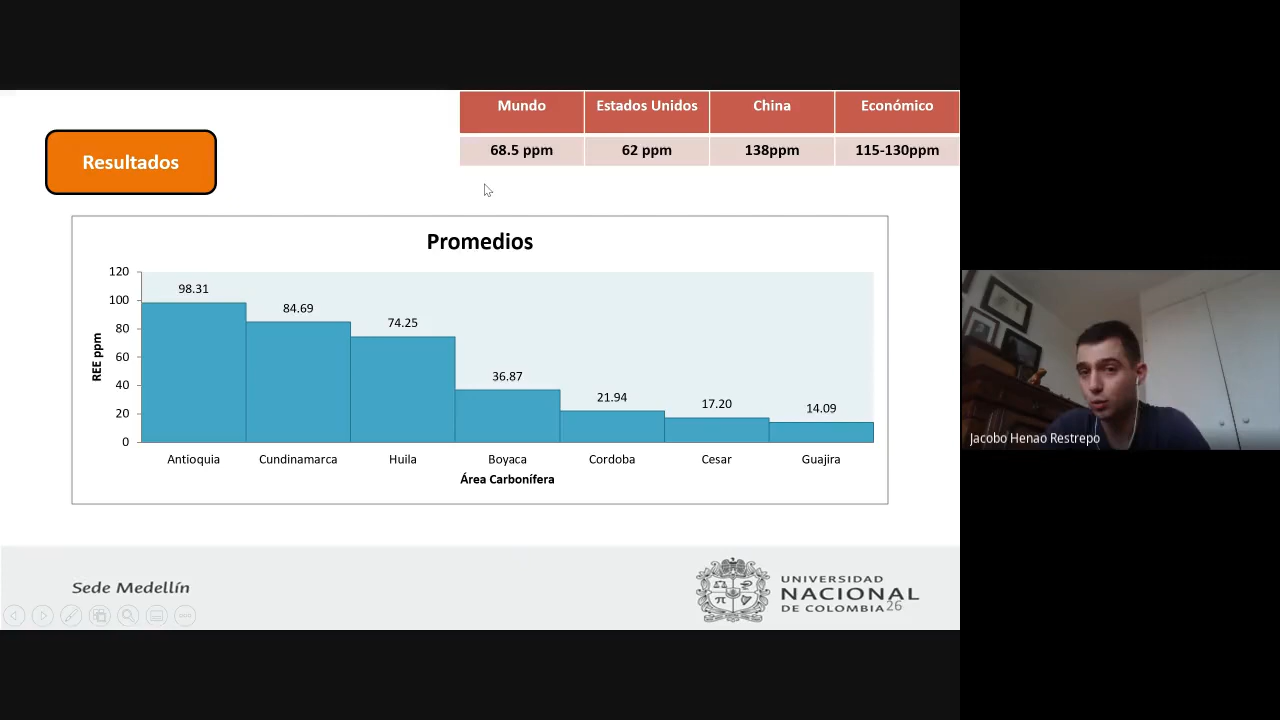 Mundo Estados Unidos China Económico
68.5 ppm 62 ppm 138ppm 115-130ppm
Resultados
Promedios
REE ppm
120
100
80
60
40
20
0
98.31
84.69
74.25
36.87
21.94
17.20
14.09
Antioquia Cundinamarca Huila Boyaca Cordoba Cesar Guajira
Área Carbonífera
Jacobo Henao Restrepo
Sede Medellín
UNIVERSIDAD
NACIONAL
DE COLOMBIA
26